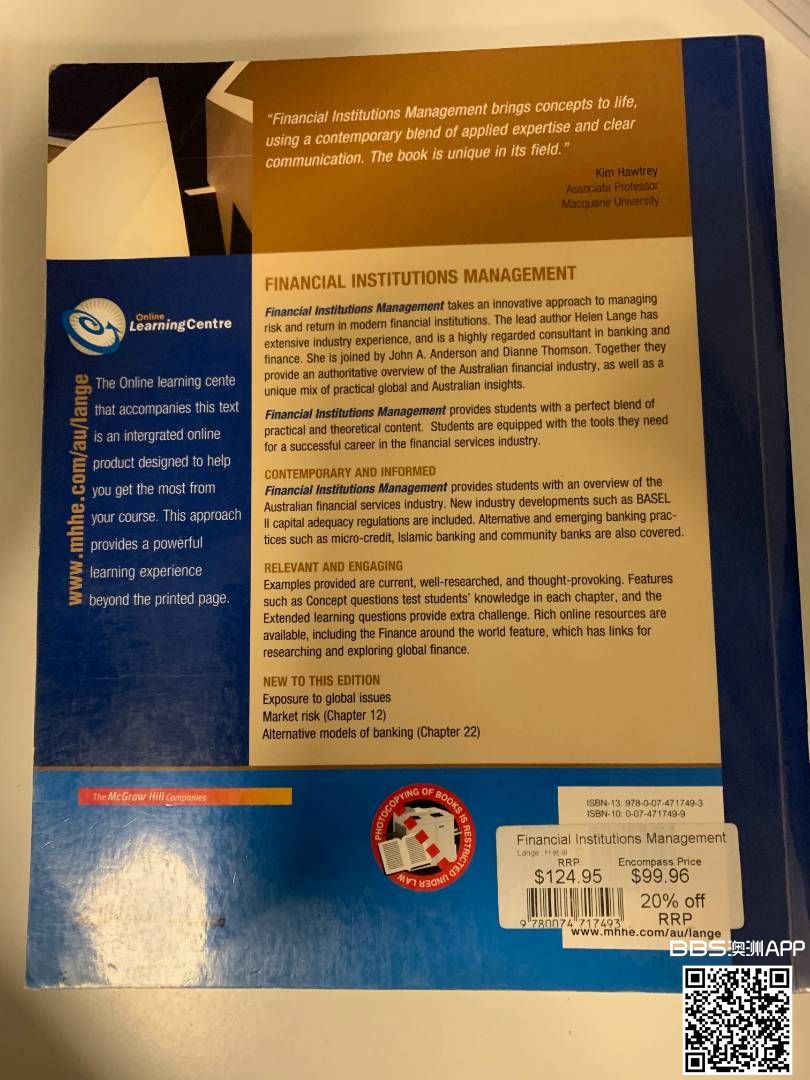 “Financial Institutions Management brings concepts to life,
using a contemporary blend of applied expertise and clear
communication. The book is unique in its field.”
Kim Hawtrey
Associate Professor
Macquarie University
Online
LearningCentre
www.mhhe.com/au/lange
The Online learning cente
that accompanies this text
is an intergrated online
product designed to help
you get the most from
your course. This approach
provides a powerful
learning experience
beyond the printed page.
FINANCIAL INSTITUTIONS MANAGEMENT
Financial Institutions Management takes an innovative approach to managing
risk and return in modern financial institutions. The lead author Helen Lange has
extensive industry experience, and is a highly regarded consultant in banking and
finance. She is joined by John A. Anderson and Dianne Thomson. Together they
provide an authoritative overview of the Australian financial industry, as well as a
unique mix of practical global and Australian insights.
Financial Institutions Management provides students with a perfect blend of
practical and theoretical content. Students are equipped with the tools they need
for a successful career in the financial services industry.
CONTEMPORARY AND INFORMED
Financial Institutions Management provides students with an overview of the
Australian financial services industry. New industry developments such as BASEL
II capital adequacy regulations are included. Alternative and emerging banking prac-
tices such as micro-credit, Islamic banking and community banks are also covered.
RELEVANT AND ENGAGING
Examples provided are current, well-researched, and thought-provoking. Features
such as Concept questions test students’ knowledge in each chapter, and the
Extended learning questions provide extra challenge. Rich online resources are
available, including the Finance around the world feature, which has links for
researching and exploring global finance.
NEW TO THIS EDITION
Exposure to global issues
Market risk (Chapter 12)
Alternative models of banking (Chapter 22)
The McGraw Hill Companies
PHOTOCOPYING OF BOOKS IS RESTRICTED UNDER LAW
ISBN-13: 978-0-07-471749-3
ISBN-10: 0-07-471749-9
Financial Institutions Management
Lange, H et al
RRP Encompass Price
$124.95 $99.96
20% off
RRP
9 780074 717493
www.mhhe.com/au/lange
BBS澳洲APP